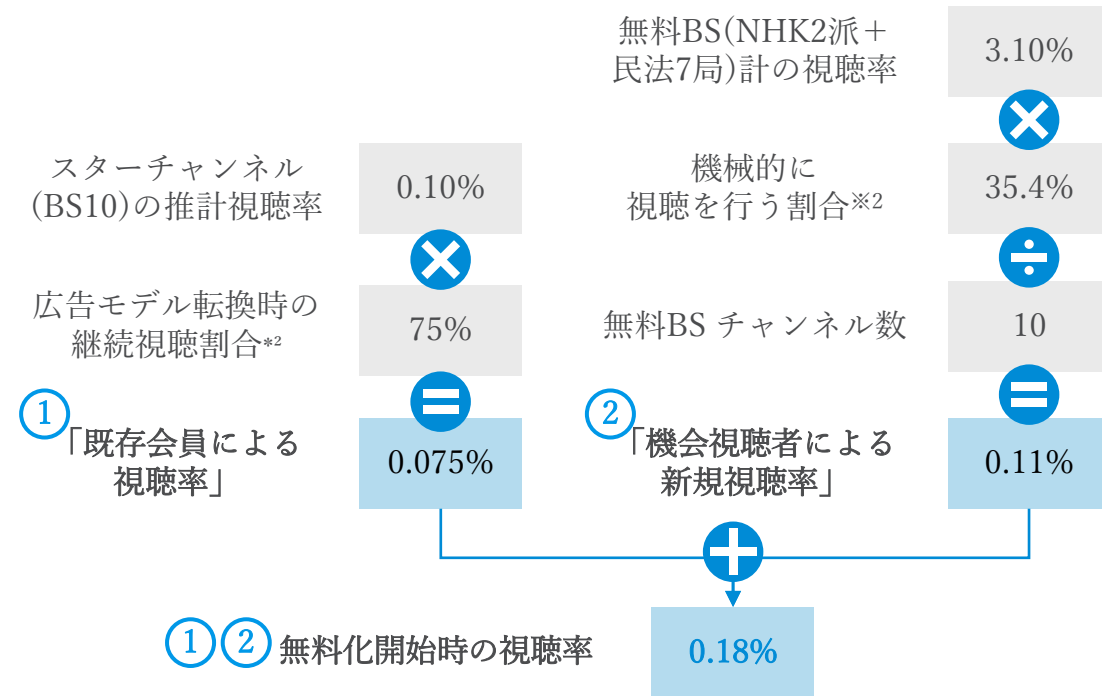 無料BS(NHK2派＋
民法7局)計の視聴率
3.10%
×
スターチャンネル
(BS10)の推計視聴率
0.10%
機械的に
視聴を行う割合※2
35.4%
×
÷
広告モデル転換時の
継続視聴割合*2
75%
無料BS チャンネル数
10
=
=
①
「既存会員による
視聴率」
0.075%
②
「機会視聴者による
新規視聴率」
0.11%
+
①② 無料化開始時の視聴率
0.18%